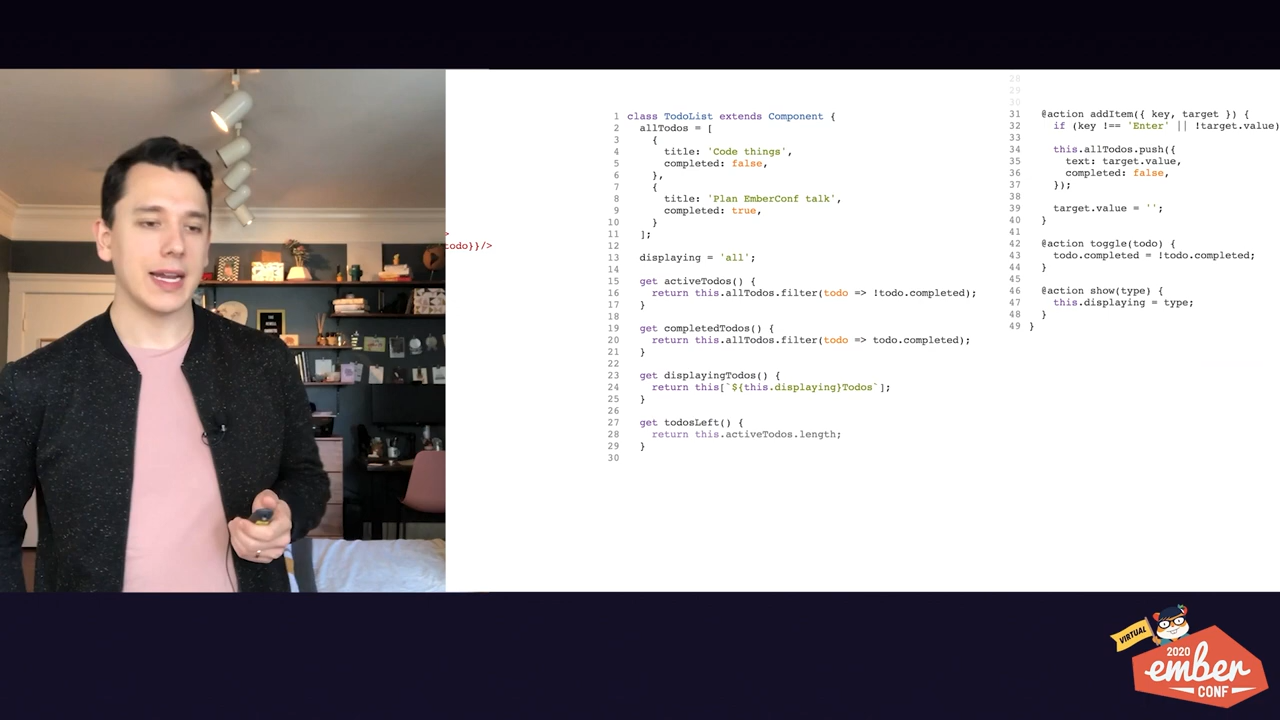 >
todo}}/>
1 class TodoList extends Component {
2 allTodos = [
3 {
4 title: 'Code things',
5 completed: false,
6 },
7 {
8 title: 'Plan EmberConf talk',
9 completed: true,
10 }
11 ];
12
13 displaying = 'all';
14
15 get activeTodos() {
16 return this.allTodos.filter(todo => !todo.completed);
17 }
18
19 get completedTodos() {
20 return this.allTodos.filter(todo => todo.completed);
21 }
22
23 get displayingTodos() {
24 return this[`${this.displaying}Todos`];
25 }
26
27 get todosLeft() {
28 return this.activeTodos.length;
29 }
30
28
29
30
31 @action addItem({ key, target }) {
32 if (key !== 'Enter' || !target.value)
33
34 this.allTodos.push({
35 text: target.value,
36 completed: false,
37 });
38
39 target.value = '';
40 }
41
42 @action toggle(todo) {
43 todo.completed = !todo.completed;
44 }
45
46 @action show(type) {
47 this.displaying = type;
48 }
49 }
VIRTUAL
2020
ember
CONF